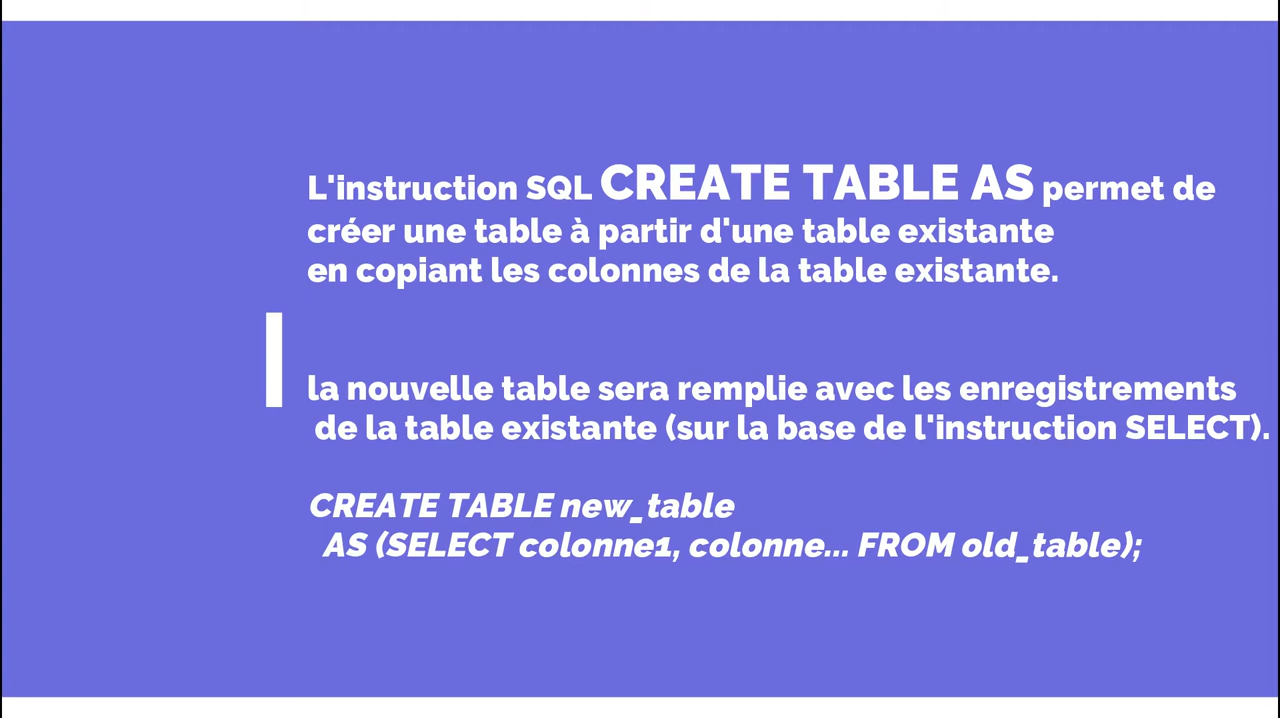 L'instruction SQL CREATE TABLE AS permet de
créer une table à partir d'une table existante
en copiant les colonnes de la table existante.
la nouvelle table sera remplie avec les enregistrements
de la table existante (sur la base de l'instruction SELECT).
CREATE TABLE new_table
AS (SELECT colonne1, colonne... FROM old_table);